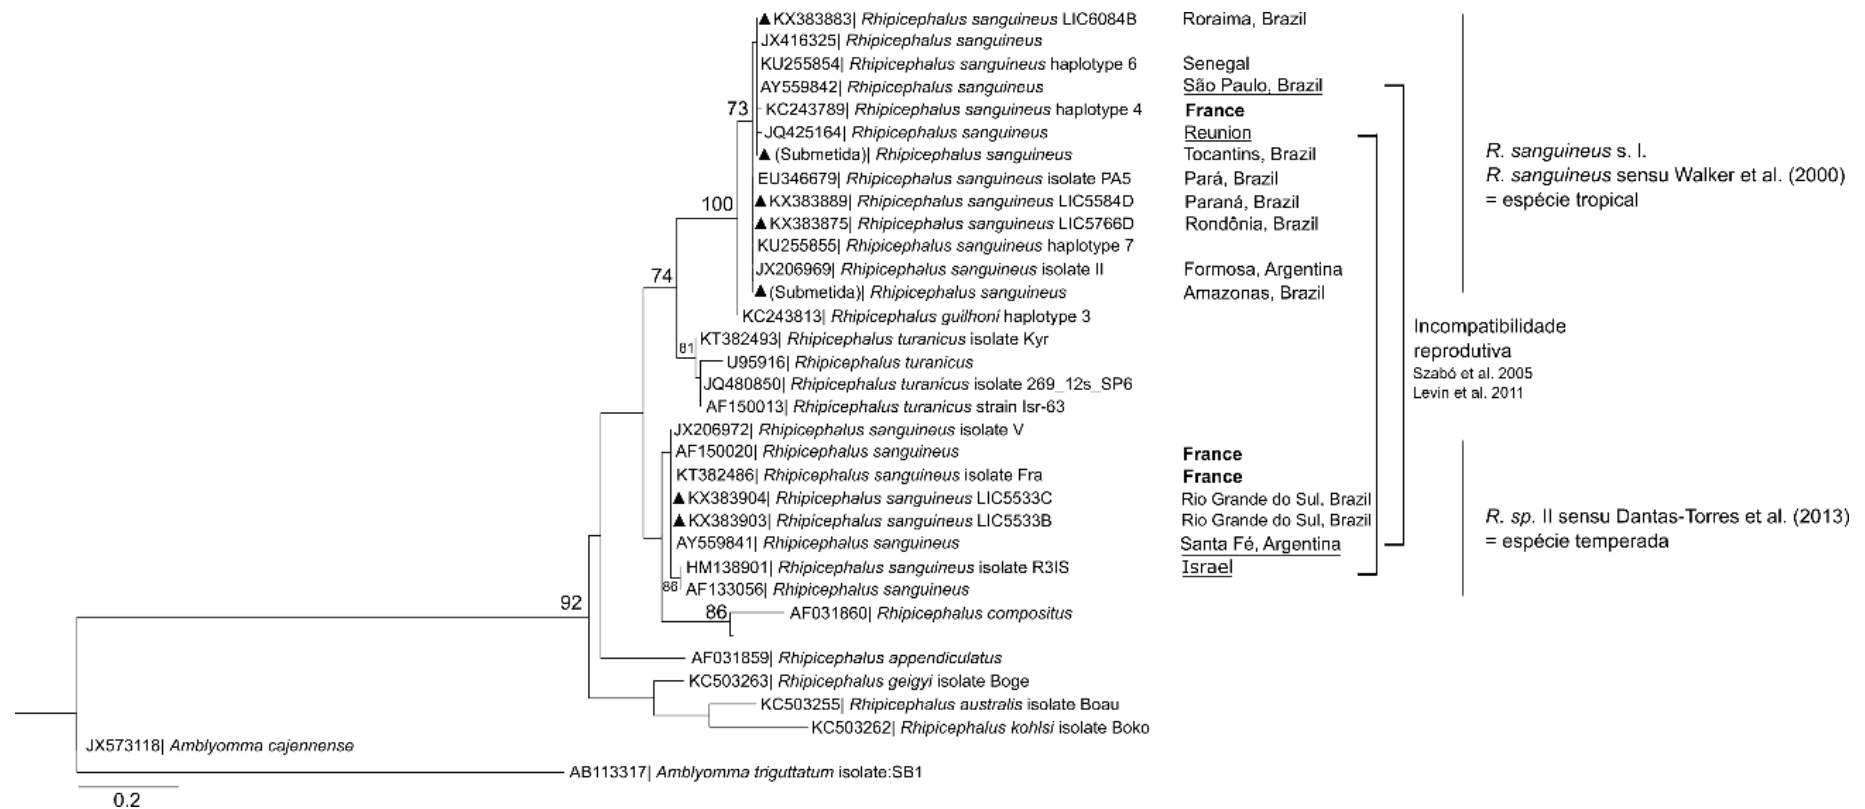 ▲KX383883| Rhipicephalus sanguineus LIC6084B Roraima, Brazil
JX416325| Rhipicephalus sanguineus
KU255854| Rhipicephalus sanguineus haplotype 6 Senegal
AY559842| Rhipicephalus sanguineus São Paulo, Brazil
73 KC243789| Rhipicephalus sanguineus haplotype 4 France
JQ425164| Rhipicephalus sanguineus Reunion
▲(Submetida)| Rhipicephalus sanguineus Tocantins, Brazil
R. sanguineus s. l.
EU346679| Rhipicephalus sanguineus isolate PA5 Pará, Brazil
R. sanguineus sensu Walker et al. (2000)
100 ▲KX383889| Rhipicephalus sanguineus LIC5584D Paraná, Brazil
= espécie tropical
▲KX383875| Rhipicephalus sanguineus LIC5766D Rondônia, Brazil
KU255855| Rhipicephalus sanguineus haplotype 7
74 JX206969| Rhipicephalus sanguineus isolate II Formosa, Argentina
▲(Submetida)| Rhipicephalus sanguineus Amazonas, Brazil
KC243813| Rhipicephalus guilhoni haplotype 3
Incompatibilidade
reprodutiva
Szabó et al. 2005
Levin et al. 2011
81 KT382493| Rhipicephalus turanicus isolate Kyr
U95916| Rhipicephalus turanicus
JQ480850| Rhipicephalus turanicus isolate 269_12s_SP6
AF150013| Rhipicephalus turanicus strain Isr-63
JX206972| Rhipicephalus sanguineus isolate V
AF150020| Rhipicephalus sanguineus France
KT382486| Rhipicephalus sanguineus isolate Fra France
▲KX383904| Rhipicephalus sanguineus LIC5533C Rio Grande do Sul, Brazil
▲KX383903| Rhipicephalus sanguineus LIC5533B Rio Grande do Sul, Brazil
R. sp. II sensu Dantas-Torres et al. (2013)
= espécie temperada
AY559841| Rhipicephalus sanguineus Santa Fé, Argentina
HM138901| Rhipicephalus sanguineus isolate R3IS Israel
86 AF133056| Rhipicephalus sanguineus
92 86 AF031860| Rhipicephalus compositus
AF031859| Rhipicephalus appendiculatus
KC503263| Rhipicephalus geigyi isolate Boge
KC503255| Rhipicephalus australis isolate Boau
KC503262| Rhipicephalus kohlsi isolate Boko
JX573118| Amblyomma cajennense
AB113317| Amblyomma triguttatum isolate:SB1
0.2